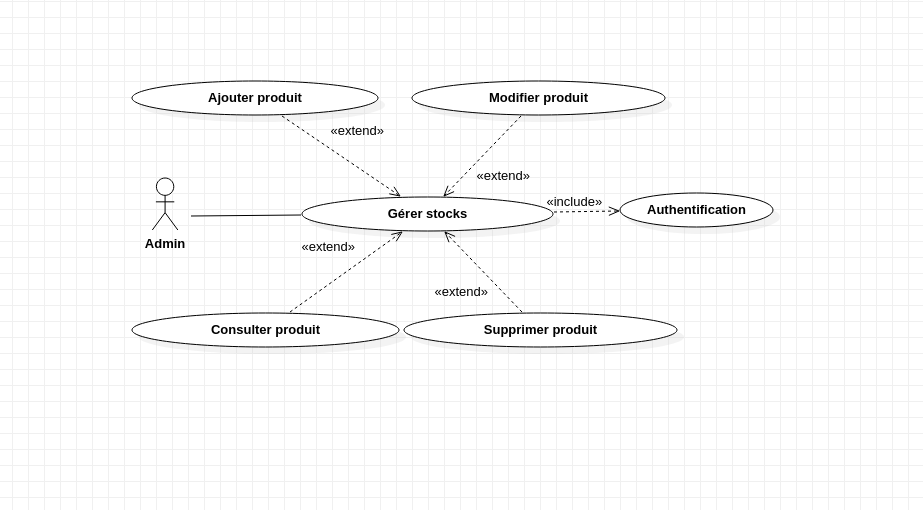 Ajouter produit
Modifier produit
«extend»
«extend»
«include»
Authentification
Gérer stocks
Admin
«extend»
«extend»
Consulter produit
Supprimer produit